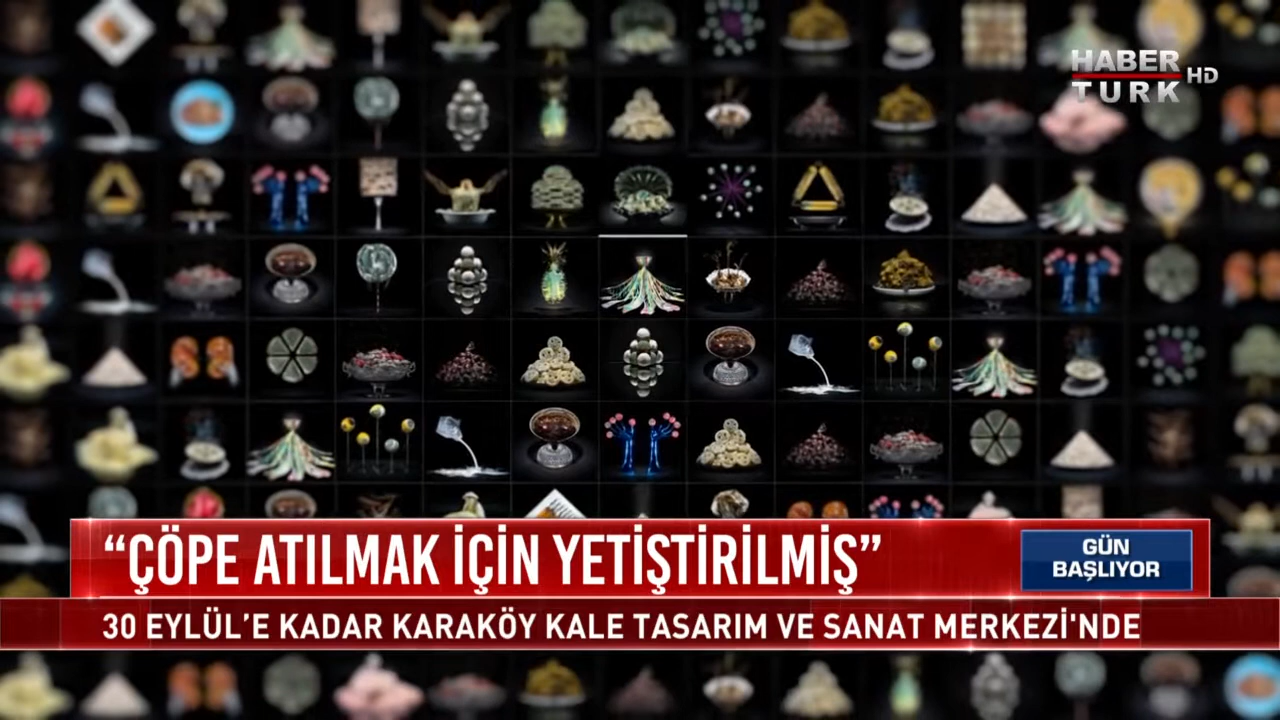 HABER
TURK HD
“ÇÖPE ATILMAK İÇİN YETİŞTİRİLMİŞ”
GÜN
BAŞLIYOR
30 EYLÜL’E KADAR KARAKÖY KALE TASARIM VE SANAT MERKEZİ'NDE